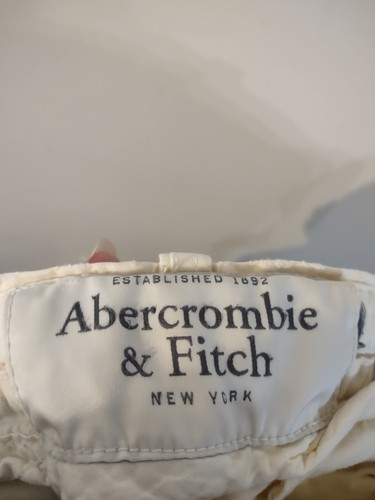 ESTABLISHED 1892
Abercrombie
& Fitch
NEW YORK